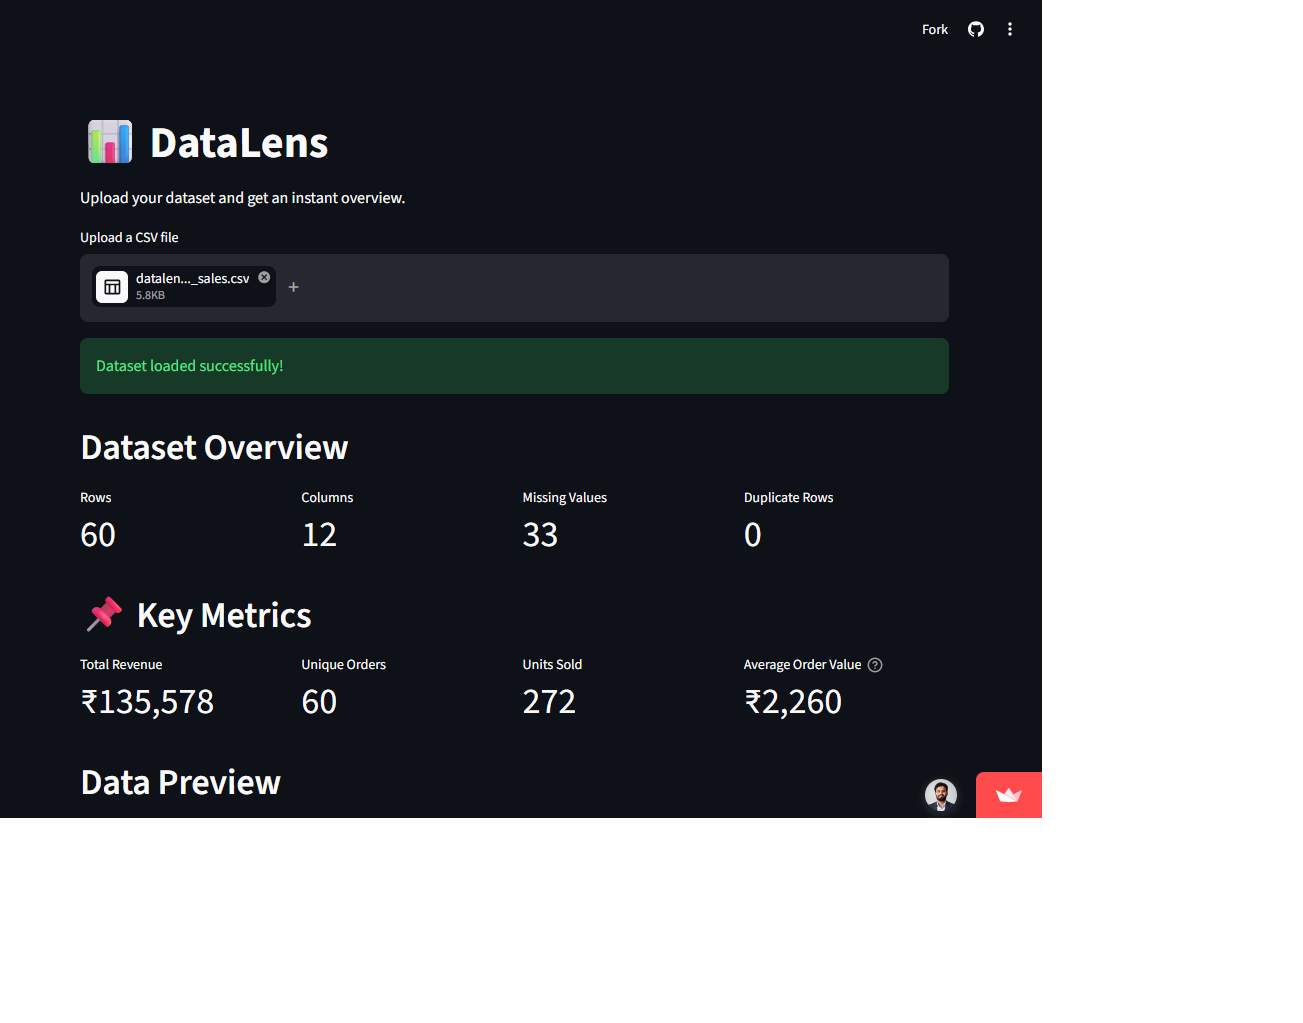 Fork
DataLens
Upload your dataset and get an instant overview.
Upload a CSV file
datalen..._sales.csv
5.8KB
Dataset loaded successfully!
Dataset Overview
Rows Columns Missing Values Duplicate Rows
60 12 33 0
Key Metrics
Total Revenue Unique Orders Units Sold Average Order Value
₹135,578 60 272 ₹2,260
Data Preview